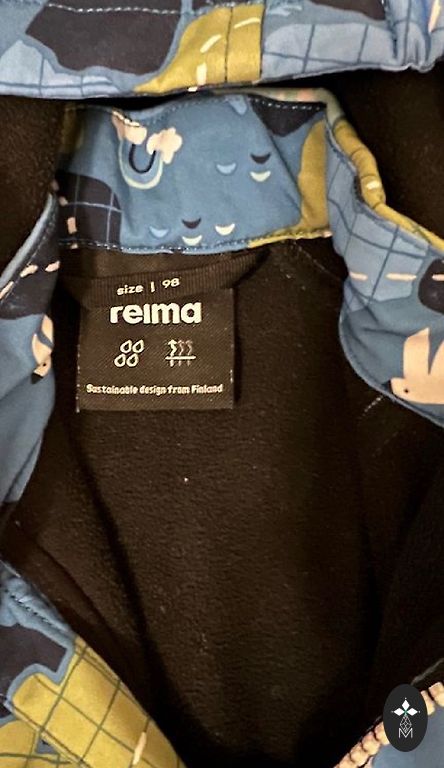 size | 98
reima
Sustainable design from Finland